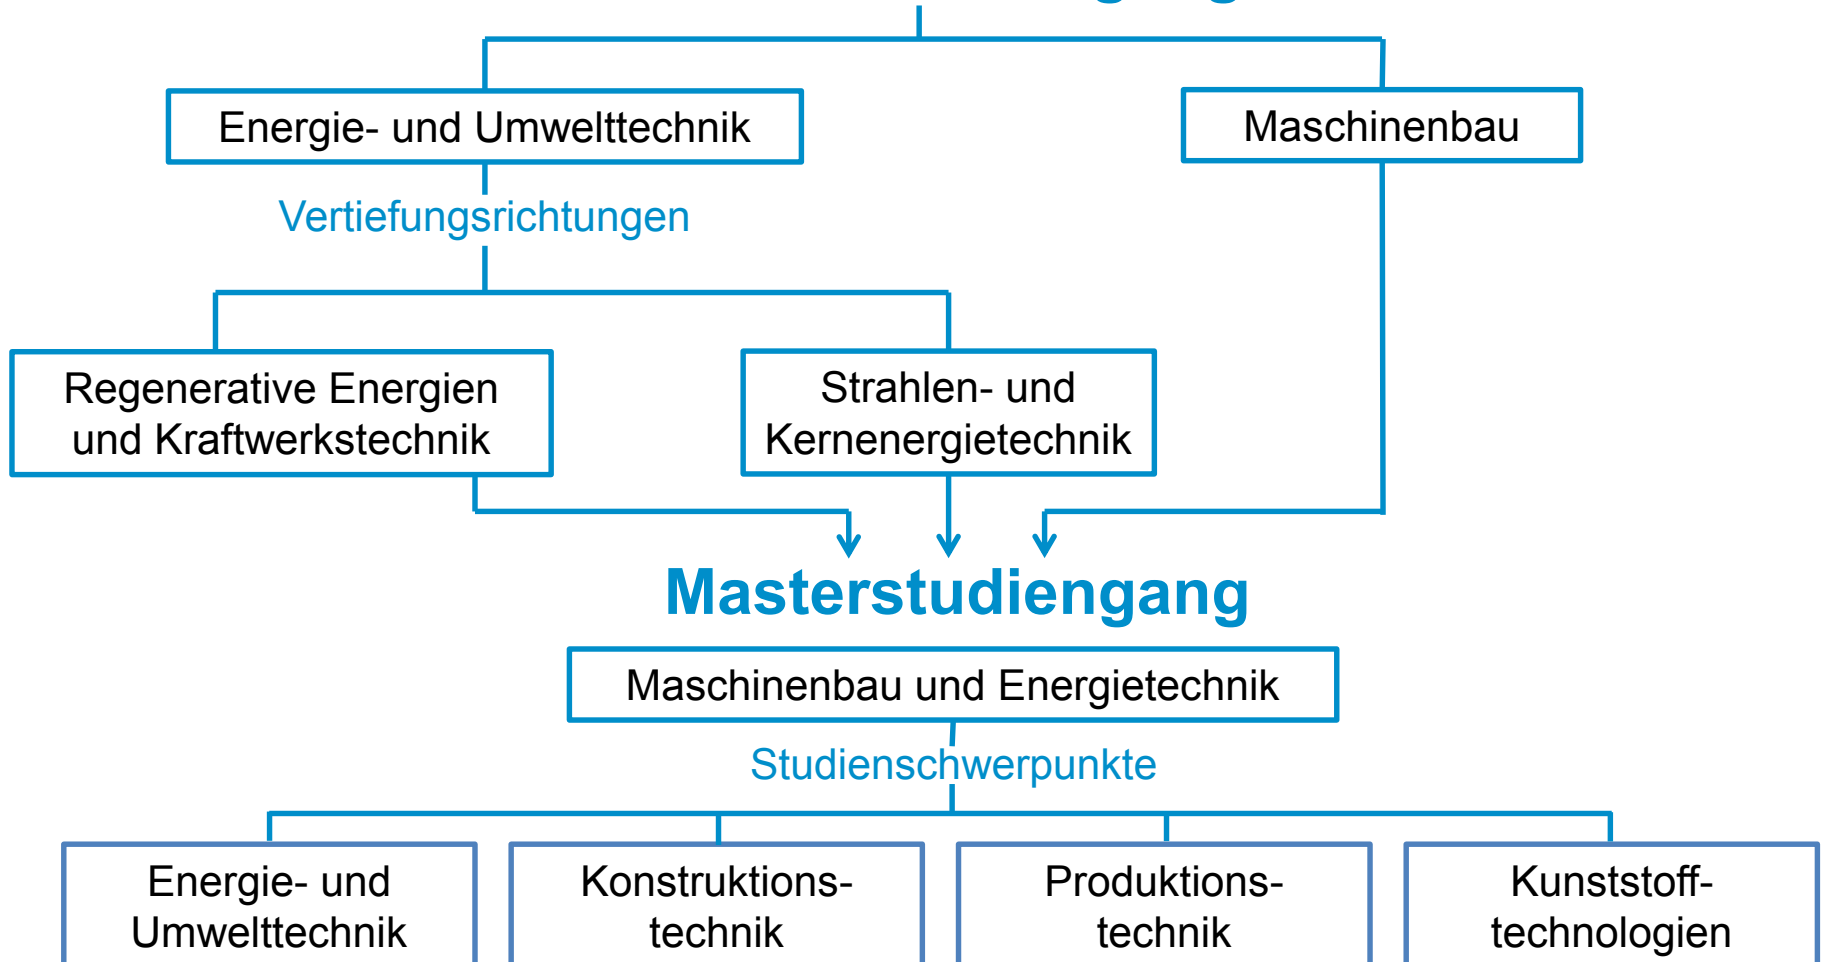 Energie- und Umwelttechnik
Maschinenbau
Vertiefungsrichtungen
Regenerative Energien
und Kraftwerkstechnik
Strahlen- und
Kernenergietechnik
Masterstudiengang
Maschinenbau und Energietechnik
Studienschwerpunkte
Energie- und
Umwelttechnik
Konstruktions-
technik
Produktions-
technik
Kunststoff-
technologien